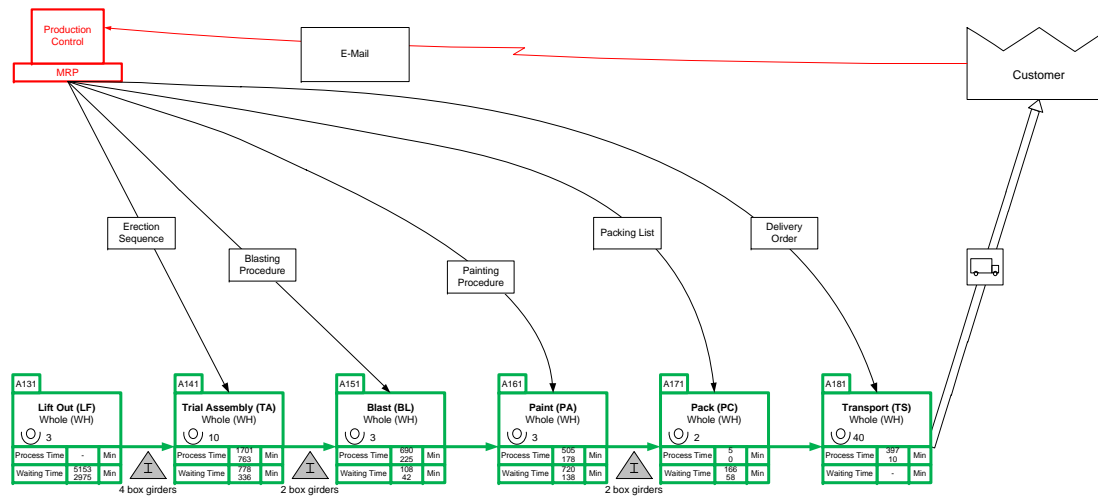 Production
Control
MRP
E-Mail
Customer
Erection
Sequence
Blasting
Procedure
Painting
Procedure
Packing List
Delivery
Order
A131
Lift Out (LF)
Whole (WH)
3
Process Time - Min
Waiting Time 5153 2975 Min
I
4 box girders
A141
Trial Assembly (TA)
Whole (WH)
10
Process Time 1701 763 Min
Waiting Time 778 336 Min
I
2 box girders
A151
Blast (BL)
Whole (WH)
3
Process Time 690 225 Min
Waiting Time 108 42 Min
A161
Paint (PA)
Whole (WH)
3
Process Time 505 178 Min
Waiting Time 720 138 Min
I
2 box girders
A171
Pack (PC)
Whole (WH)
2
Process Time 5 0 Min
Waiting Time 166 58 Min
A181
Transport (TS)
Whole (WH)
40
Process Time 397 10 Min
Waiting Time - Min